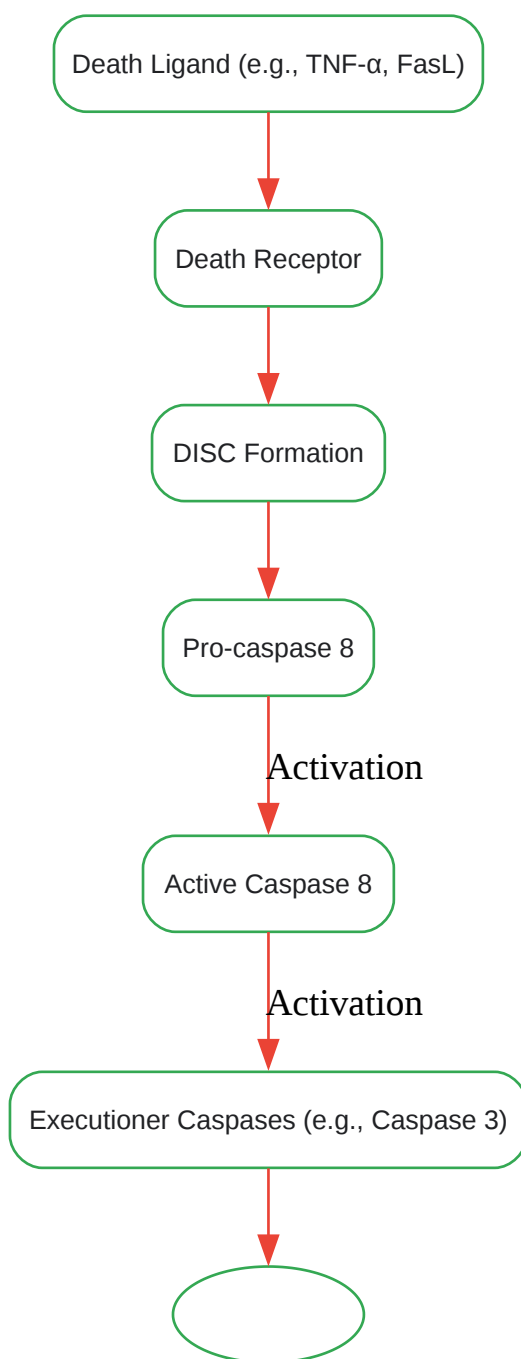 Death Ligand (e.g., TNF-α, FasL)
Death Receptor
DISC Formation
Pro-caspase 8
Activation
Active Caspase 8
Activation
Executioner Caspases (e.g., Caspase 3)